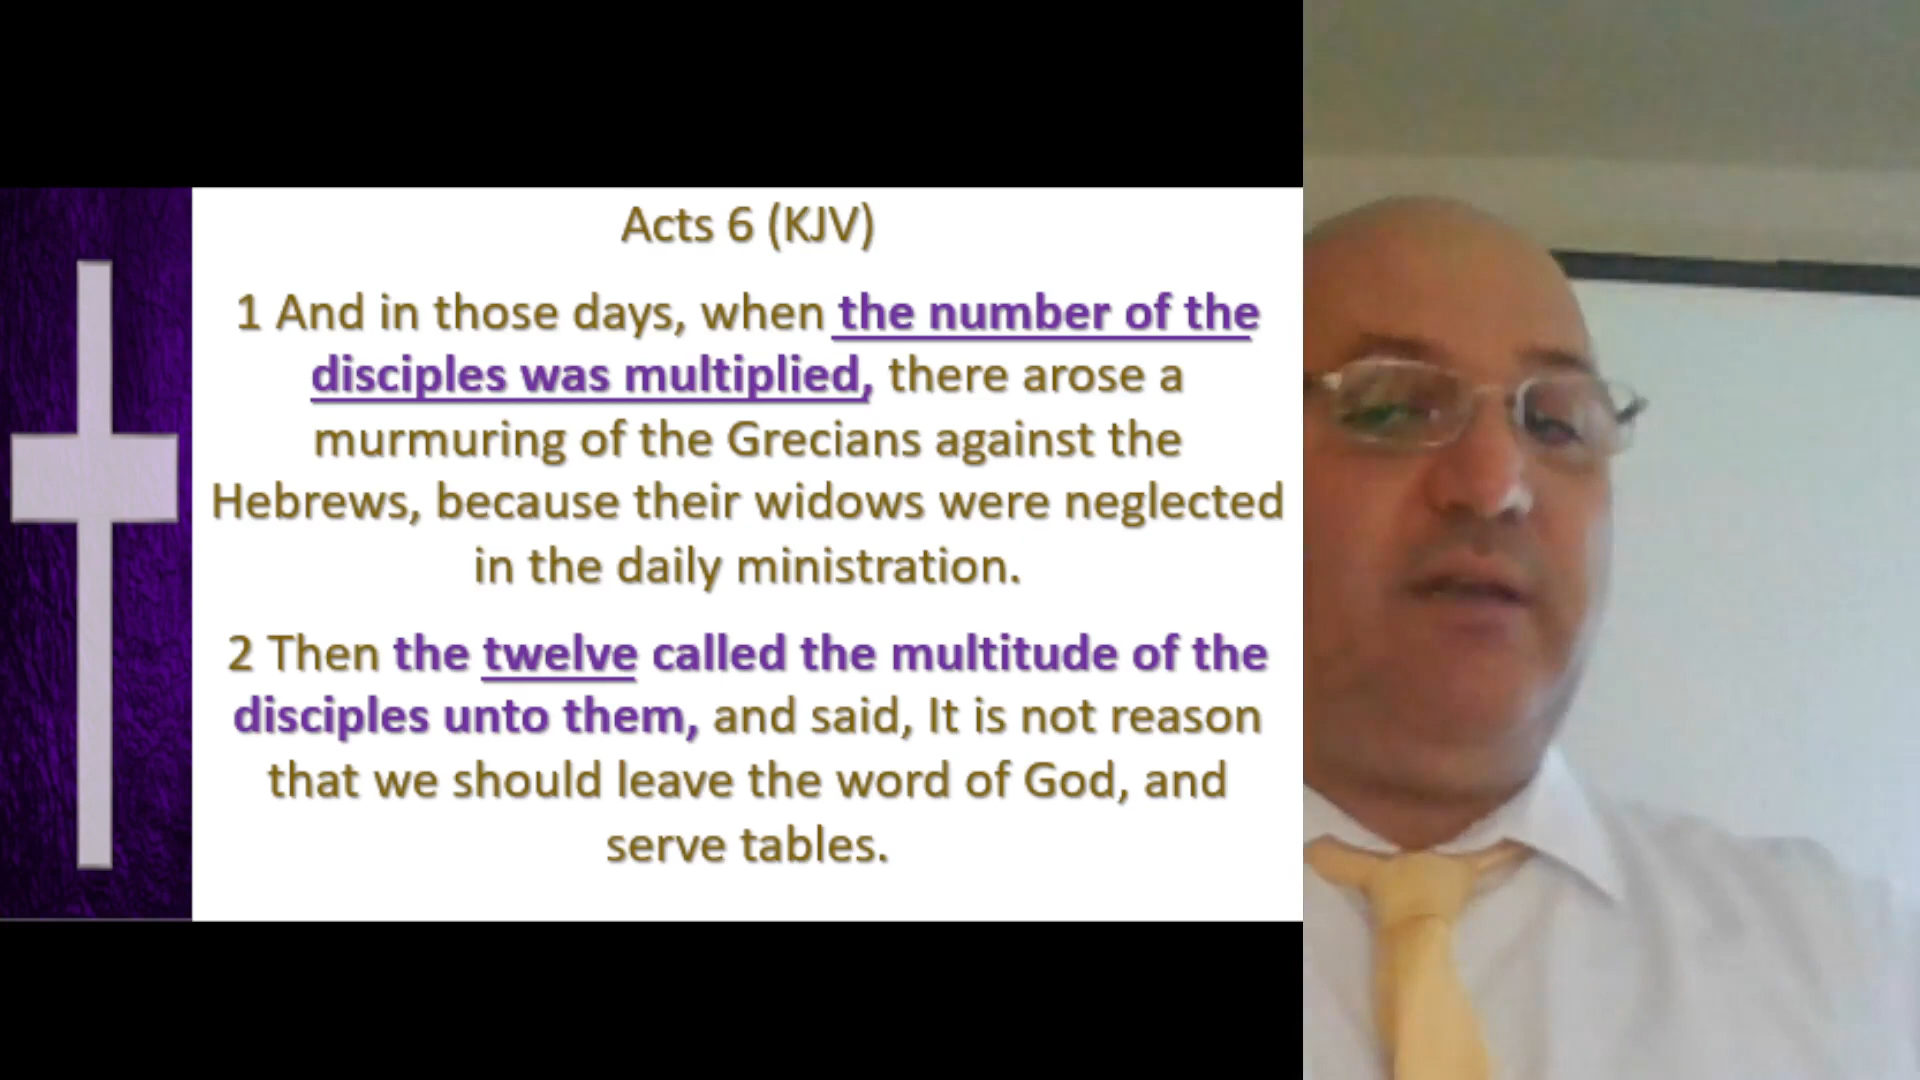 Acts 6 (KJV)
1 And in those days, when the number of the
disciples was multiplied, there arose a
murmuring of the Grecians against the
Hebrews, because their widows were neglected
in the daily ministration.
2 Then the twelve called the multitude of the
disciples unto them, and said, It is not reason
that we should leave the word of God, and
serve tables.